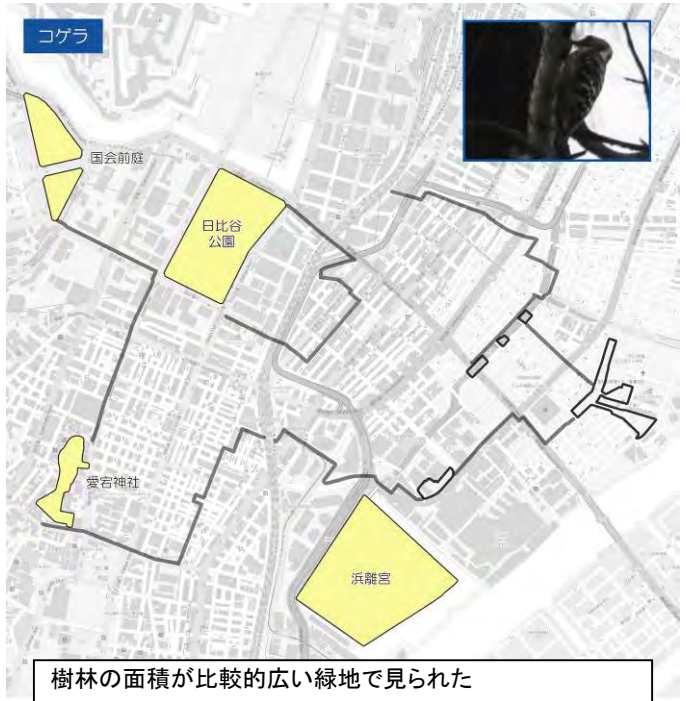 コゲラ
国会前庭
日比谷
公園
愛宕神社
浜離宮
樹林の面積が比較的広い緑地で見られた